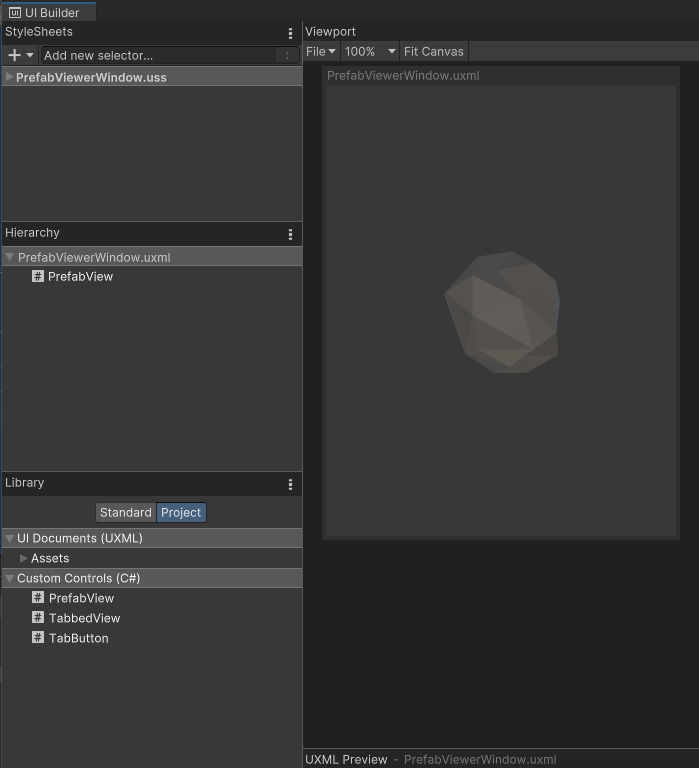 UI Builder
StyleSheets
Add new selector...
PrefabViewerWindow.uss
Hierarchy
PrefabViewerWindow.uxml
# PrefabView
Library
Standard Project
UI Documents (UXML)
Assets
Custom Controls (C#)
# PrefabView
# TabbedView
# TabButton
Viewport
File 100% Fit Canvas
PrefabViewerWindow.uxml
UXML Preview - PrefabViewerWindow.uxml